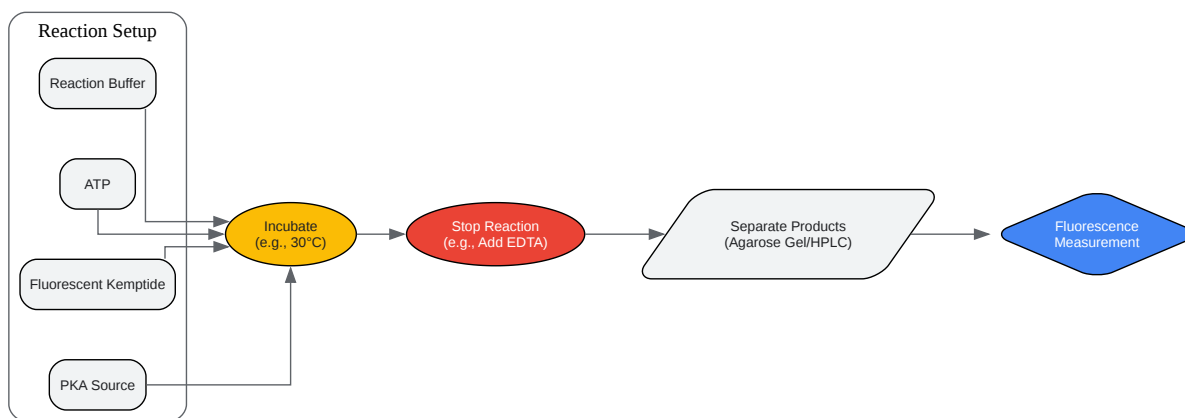 Reaction Setup
Reaction Buffer
ATP
Fluorescent Kemptide
PKA Source
Incubate
(e.g., 30°C)
Stop Reaction
(e.g., Add EDTA)
Separate Products
(Agarose Gel/HPLC)
Fluorescence
Measurement